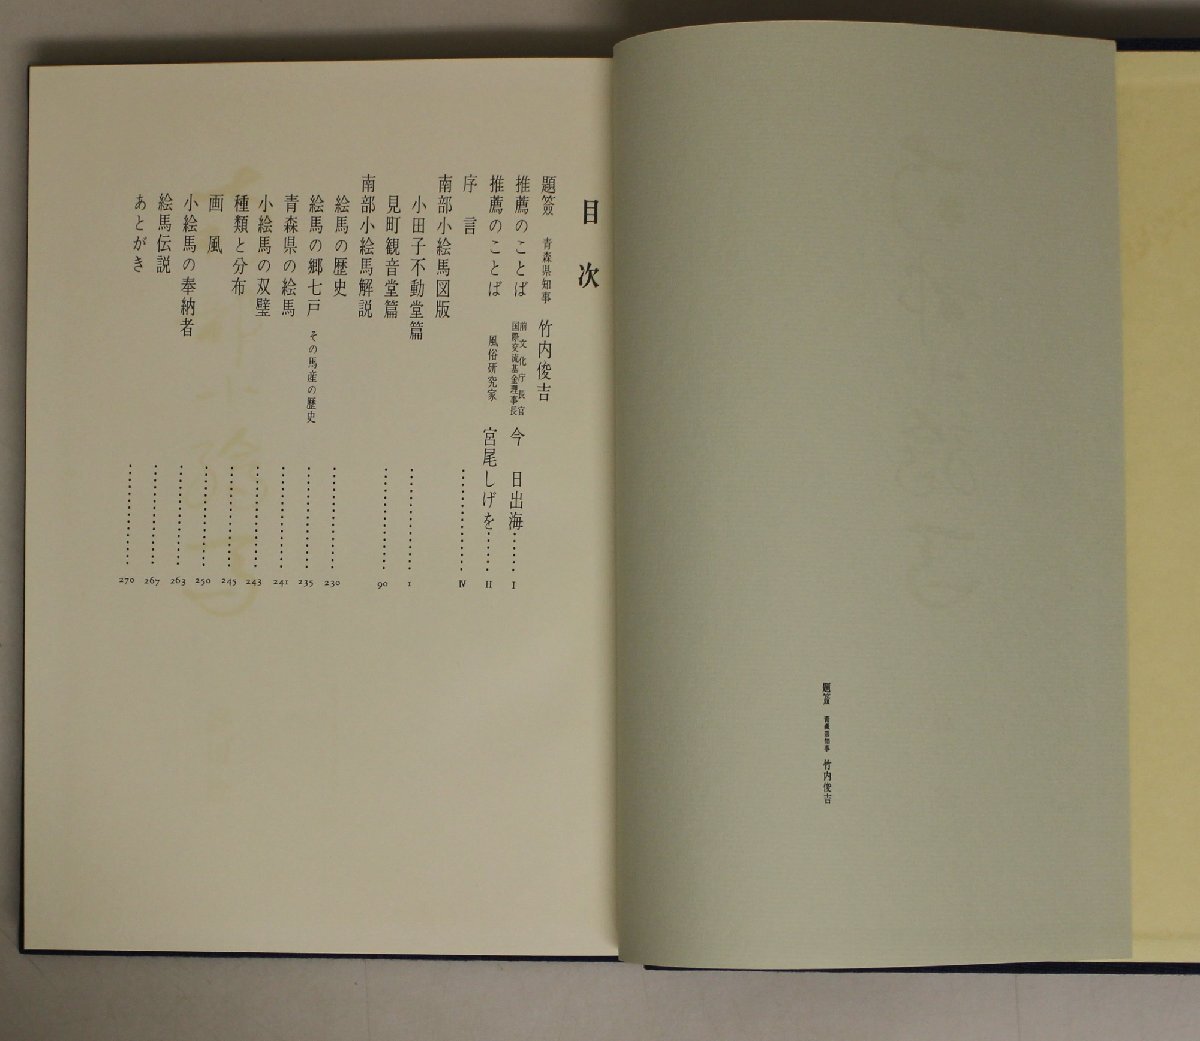 題簽 青森県知事 竹内俊吉
目次
題簽 青森県知事 竹内俊吉
推薦のことば 前文化庁長官 国際交流基金理事長 今 日出海……I
推薦のことば 風俗研究家 宮尾しげを……II
序言……IV
南部小絵馬図版
小田子不動堂篇……1
見町観音堂篇……90
南部小絵馬解説
絵馬の歴史……230
絵馬の郷七戸 その馬産の歴史……235
青森県の絵馬……241
小絵馬の双璧……243
種類と分布……245
画風……250
小絵馬の奉納者……263
絵馬伝説……267
あとがき……270